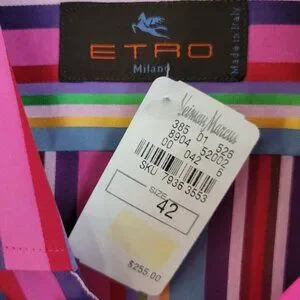 ETRO
Milano
Made in Italy
Neiman Marcus
385 01 526
8904 52002
00 042 6
SKU 7936 3553
SIZE
42
$255.00